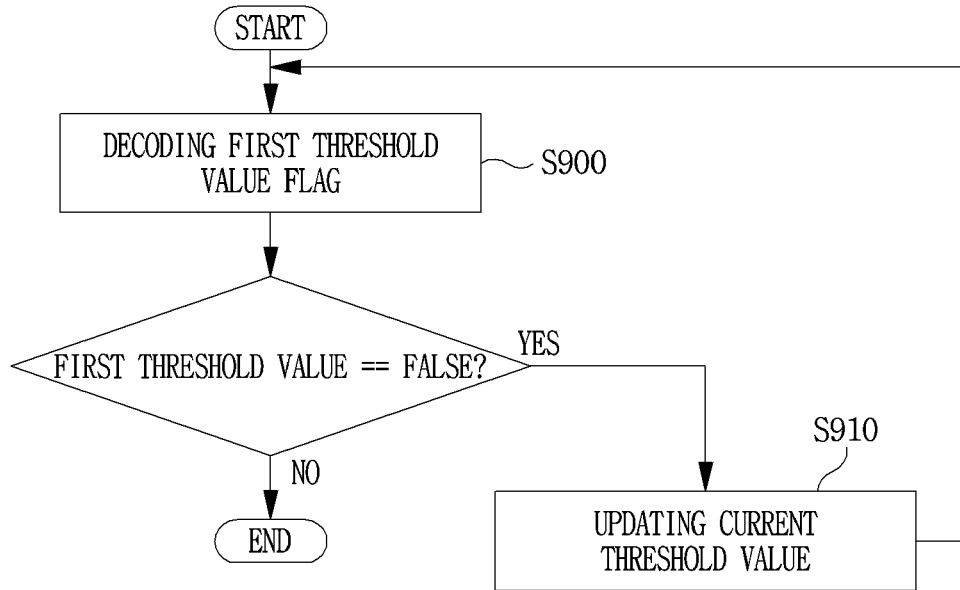 START
DECODING FIRST THRESHOLD
VALUE FLAG
S900
FIRST THRESHOLD VALUE == FALSE?
YES
NO
END
S910
UPDATING CURRENT
THRESHOLD VALUE